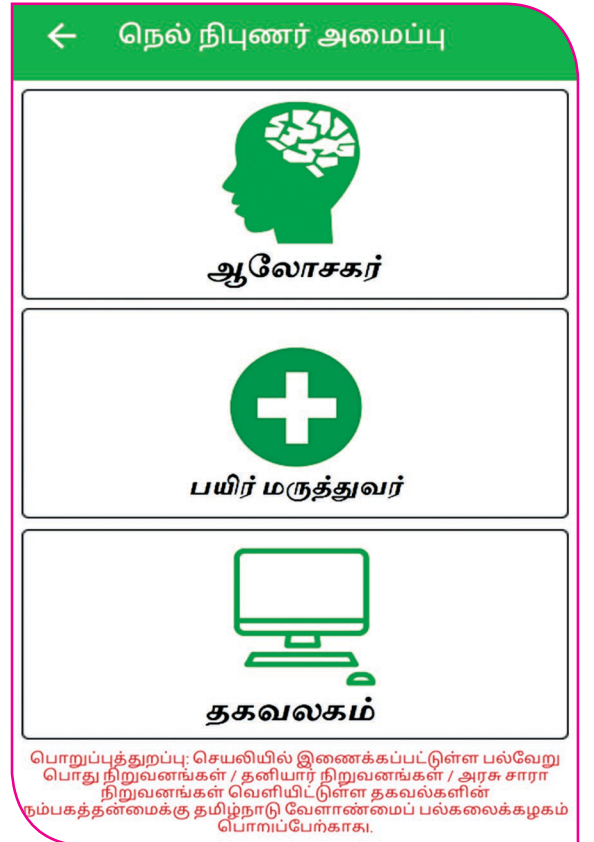 நெல் நிபுணர் அமைப்பு
ஆலோசகர்
பயிர் மருத்துவர்
தகவலகம்
பொறுப்புத்துறப்பு: செயலியில் இணைக்கப்பட்டுள்ள பல்வேறு
பொது நிறுவனங்கள் / தனியார் நிறுவனங்கள் / அரசு சாரா
நிறுவனங்கள் வெளியிட்டுள்ள தகவல்களின்
நம்பகத்தன்மைக்கு தமிழ்நாடு வேளாண்மைப் பல்கலைக்கழகம்
பொறுப்பேற்காது.